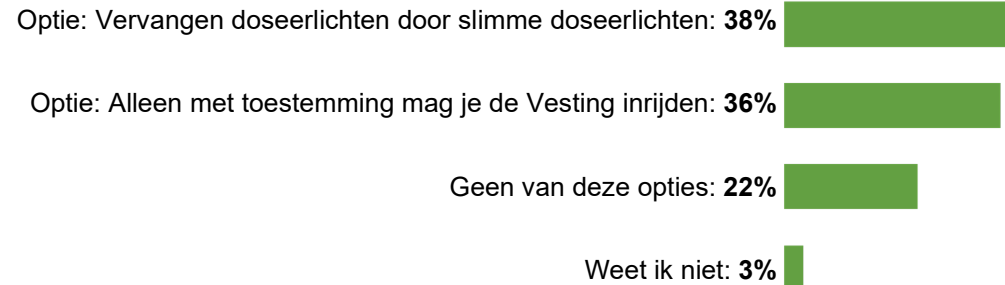 Optie: Vervangen doseerlichten door slimme doseerlichten: 38%
Optie: Alleen met toestemming mag je de Vesting inrijden: 36%
Geen van deze opties: 22%
Weet ik niet: 3%